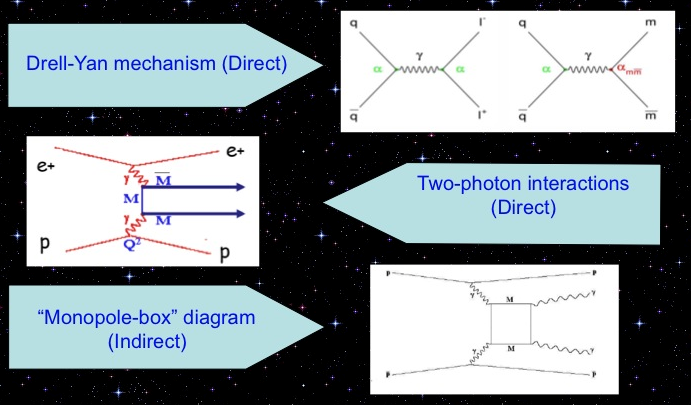 Drell-Yan mechanism (Direct)
q l⁻ q m
γ γ
α α α α_mm̅
q̅ l⁺ q̅ m̅
e+ e+
γ M̅
M
γ M
p Q² p
Two-photon interactions
(Direct)
“Monopole-box” diagram
(Indirect)
p p
γ M γ
γ M γ
p̅ p̅